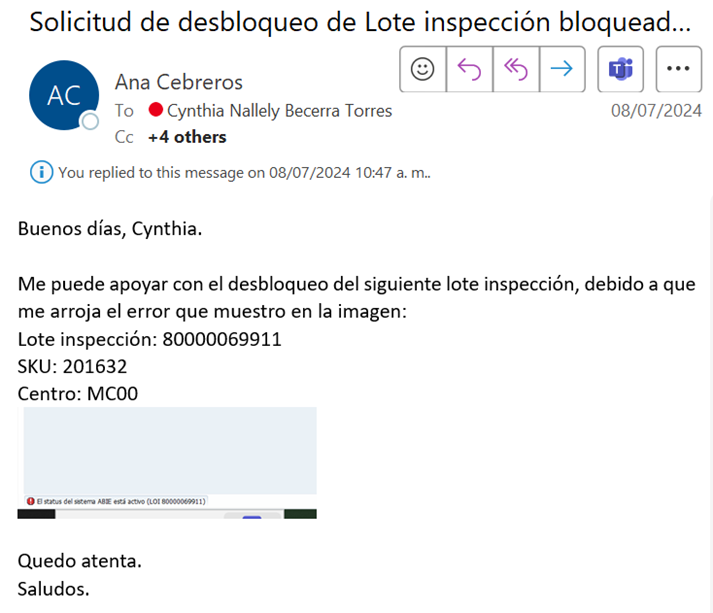 Solicitud de desbloqueo de Lote inspección bloquead...
AC
Ana Cebreros
To Cynthia Nallely Becerra Torres
08/07/2024
Cc +4 others
You replied to this message on 08/07/2024 10:47 a. m..
Buenos días, Cynthia.
Me puede apoyar con el desbloqueo del siguiente lote inspección, debido a que
me arroja el error que muestro en la imagen:
Lote inspección: 80000069911
SKU: 201632
Centro: MC00
El status del sistema ABIE está activo (LOI 80000069911)
Quedo atenta.
Saludos.